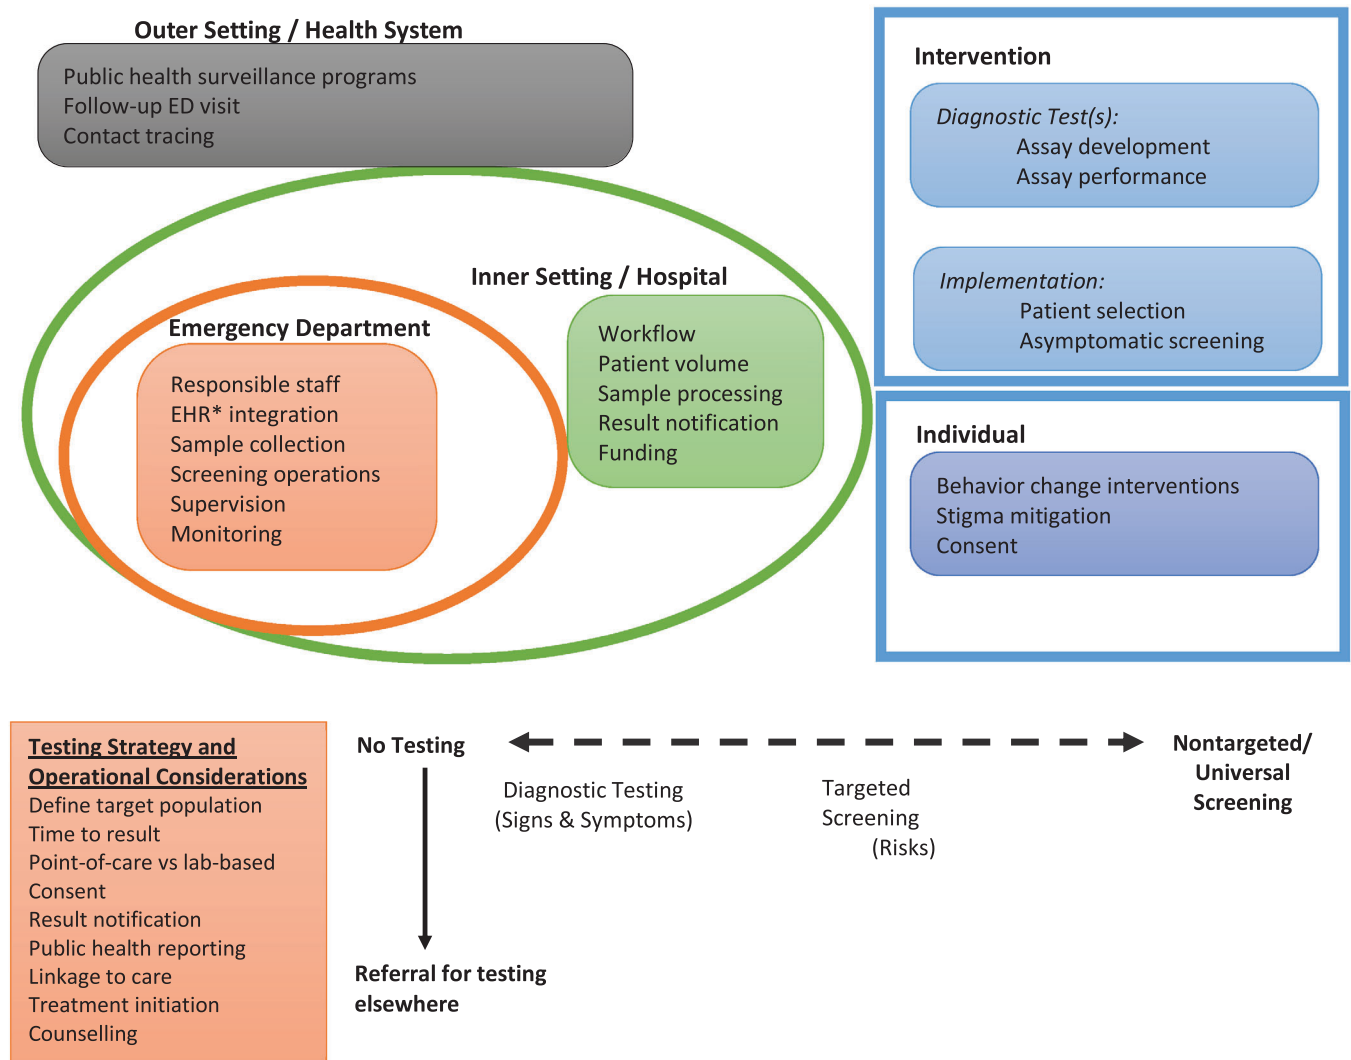 Outer Setting / Health System
Public health surveillance programs
Follow-up ED visit
Contact tracing
Inner Setting / Hospital
Workflow
Patient volume
Sample processing
Result notification
Funding
Emergency Department
Responsible staff
EHR* integration
Sample collection
Screening operations
Supervision
Monitoring
Intervention
Diagnostic Test(s):
Assay development
Assay performance
Implementation:
Patient selection
Asymptomatic screening
Individual
Behavior change interventions
Stigma mitigation
Consent
Testing Strategy and
Operational Considerations
Define target population
Time to result
Point-of-care vs lab-based
Consent
Result notification
Public health reporting
Linkage to care
Treatment initiation
Counselling
No Testing
Referral for testing
elsewhere
Diagnostic Testing
(Signs & Symptoms)
Targeted
Screening
(Risks)
Nontargeted/
Universal
Screening